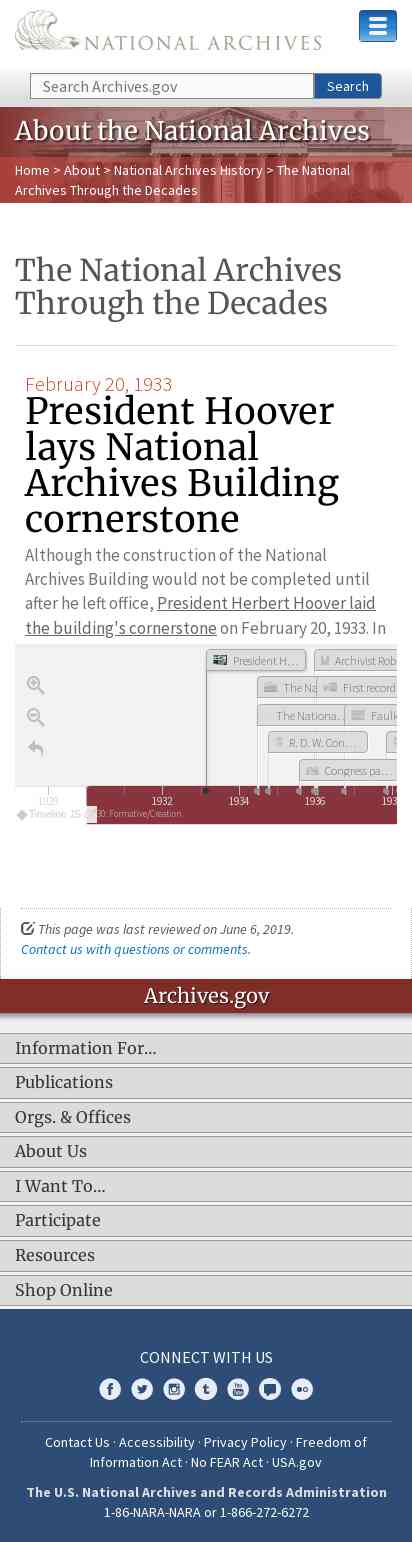 NATIONAL ARCHIVES
Search Archives.gov
Search
About the National Archives
Home > About > National Archives History > The National
Archives Through the Decades
The National Archives
Through the Decades
February 20, 1933
President Hoover
lays National
Archives Building
cornerstone
Although the construction of the National
Archives Building would not be completed until
after he left office, President Herbert Hoover laid
the building's cornerstone on February 20, 1933. In
President H…
Archivist Rob
The Na
First record
The Nationa…
Faulk
R. D. W. Con…
Congress pa…
1932
1934
1936
Timeline JS
30: Formative/Creation
This page was last reviewed on June 6, 2019.
Contact us with questions or comments.
Archives.gov
Information For…
Publications
Orgs. & Offices
About Us
I Want To…
Participate
Resources
Shop Online
CONNECT WITH US
Contact Us · Accessibility · Privacy Policy · Freedom of
Information Act · No FEAR Act · USA.gov
The U.S. National Archives and Records Administration
1-86-NARA-NARA or 1-866-272-6272